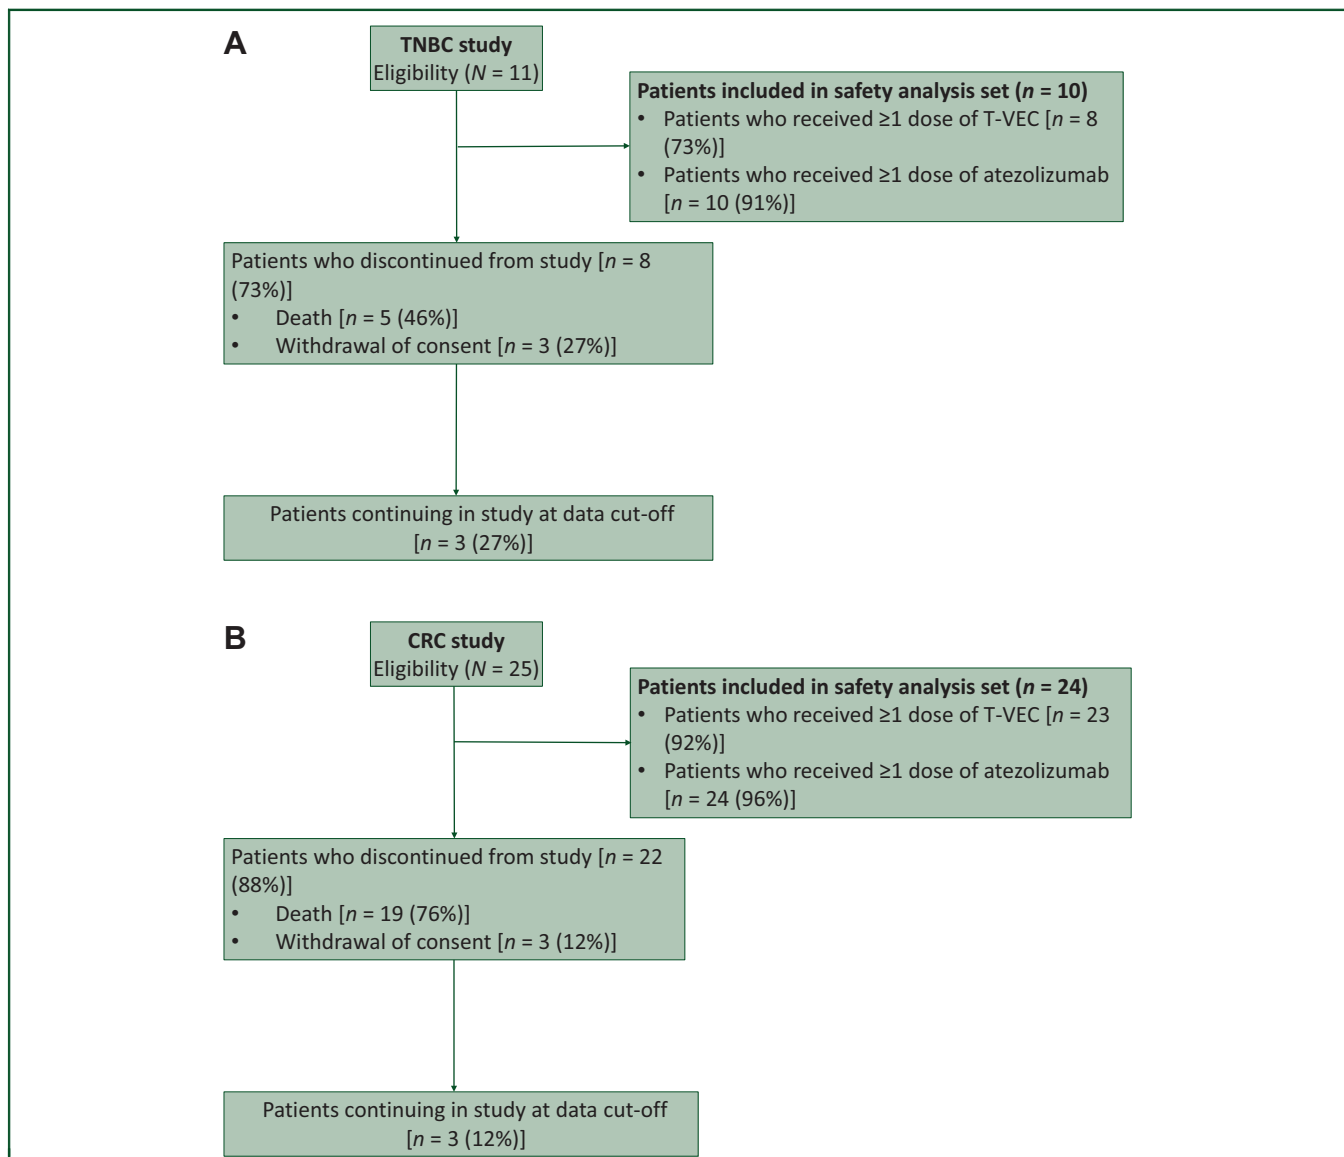 A
TNBC study
Eligibility (N = 11)
Patients included in safety analysis set (n = 10)
• Patients who received ≥1 dose of T-VEC [n = 8
(73%)]
• Patients who received ≥1 dose of atezolizumab
[n = 10 (91%)]
Patients who discontinued from study [n = 8
(73%)]
• Death [n = 5 (46%)]
• Withdrawal of consent [n = 3 (27%)]
Patients continuing in study at data cut-off
[n = 3 (27%)]
B
CRC study
Eligibility (N = 25)
Patients included in safety analysis set (n = 24)
• Patients who received ≥1 dose of T-VEC [n = 23
(92%)]
• Patients who received ≥1 dose of atezolizumab
[n = 24 (96%)]
Patients who discontinued from study [n = 22
(88%)]
• Death [n = 19 (76%)]
• Withdrawal of consent [n = 3 (12%)]
Patients continuing in study at data cut-off
[n = 3 (12%)]